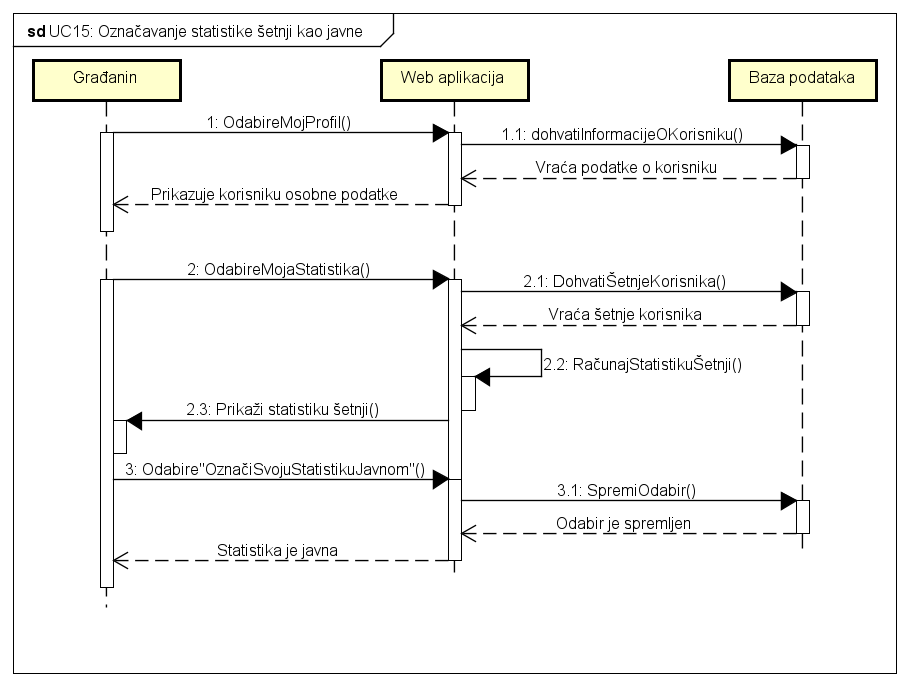 sd UC15: Označavanje statistike šetnji kao javne
Građanin
Web aplikacija
Baza podataka
1: OdabireMojProfil()
1.1: dohvatiInformacijeOKorisniku()
Vraća podatke o korisniku
Prikazuje korisniku osobne podatke
2: OdabireMojaStatistika()
2.1: DohvatiŠetnjeKorisnika()
Vraća šetnje korisnika
2.2: RačunajStatistikuŠetnji()
2.3: Prikaži statistiku šetnji()
3: Odabire"OznačiSvojuStatistikuJavnom"()
3.1: SpremiOdabir()
Odabir je spremljen
Statistika je javna